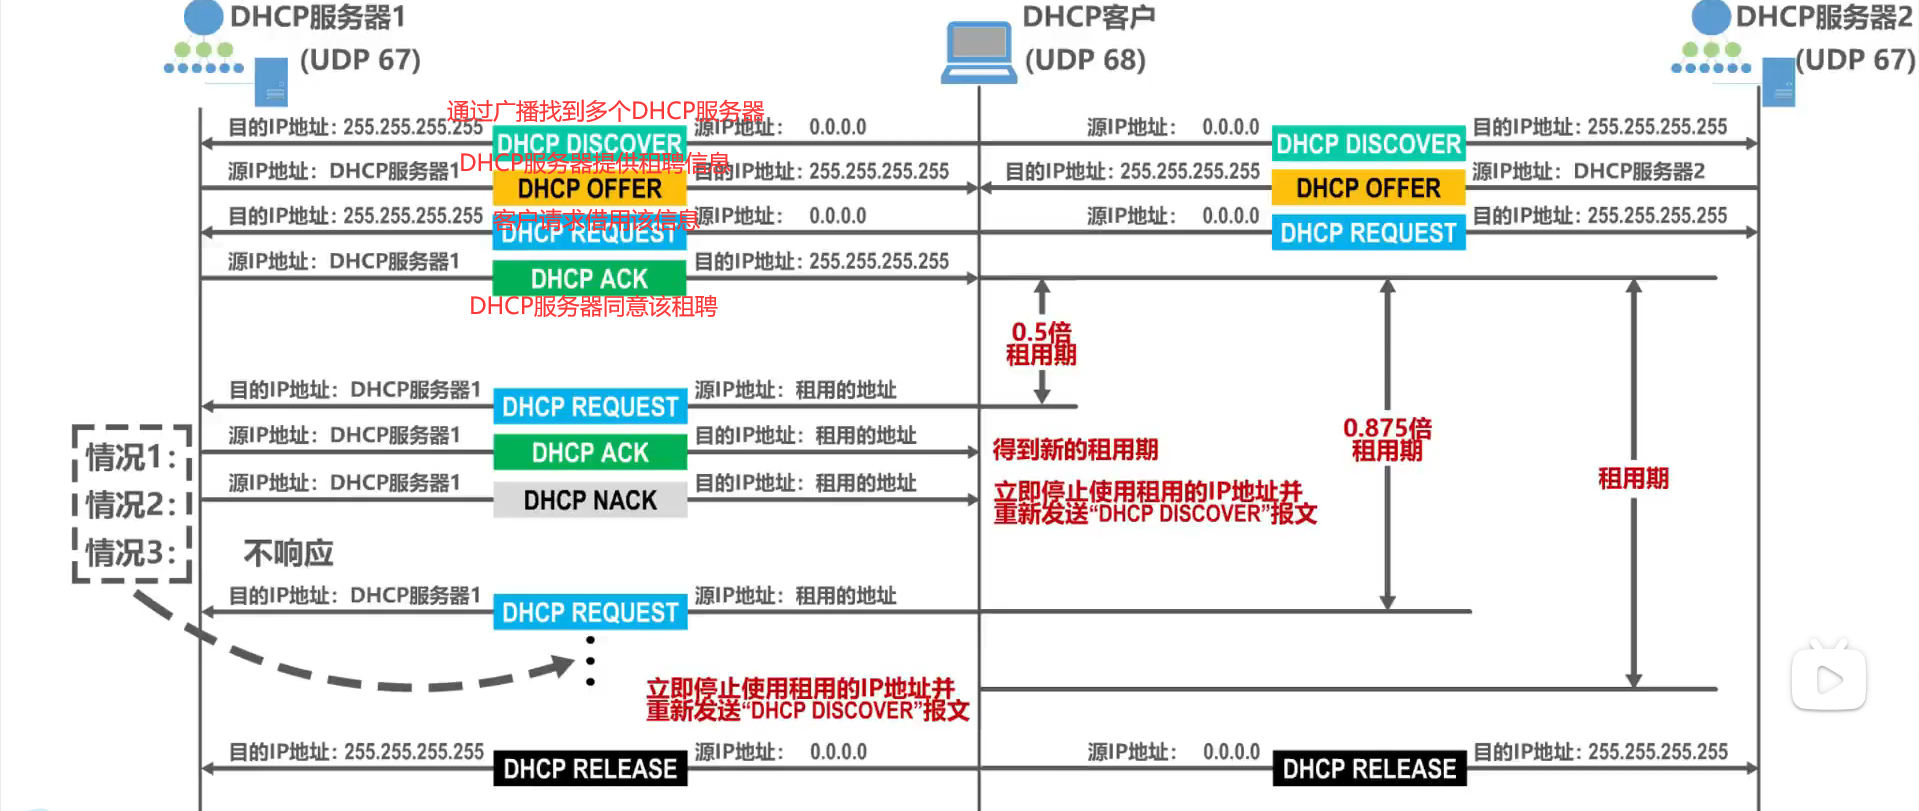 DHCP服务器1
(UDP 67)
DHCP客户
(UDP 68)
DHCP服务器2
(UDP 67)
通过广播找到多个DHCP服务器
目的IP地址：255.255.255.255
DHCP DISCOVER
源IP地址： 0.0.0.0
源IP地址： 0.0.0.0
DHCP DISCOVER
目的IP地址：255.255.255.255
DHCP服务器提供租聘信息
源IP地址：DHCP服务器1
DHCP OFFER
目的IP地址：255.255.255.255
目的IP地址：255.255.255.255
DHCP OFFER
源IP地址：DHCP服务器2
客户请求借用该信息
目的IP地址：255.255.255.255
DHCP REQUEST
源IP地址： 0.0.0.0
源IP地址： 0.0.0.0
DHCP REQUEST
目的IP地址：255.255.255.255
源IP地址：DHCP服务器1
DHCP ACK
目的IP地址：255.255.255.255
DHCP服务器同意该租聘
0.5倍
租用期
目的IP地址：DHCP服务器1
DHCP REQUEST
源IP地址：租用的地址
0.875倍
租用期
租用期
情况1：
源IP地址：DHCP服务器1
DHCP ACK
目的IP地址：租用的地址
得到新的租用期
情况2：
源IP地址：DHCP服务器1
DHCP NACK
目的IP地址：租用的地址
立即停止使用租用的IP地址并
重新发送“DHCP DISCOVER”报文
情况3：
不响应
目的IP地址：DHCP服务器1
DHCP REQUEST
源IP地址：租用的地址
立即停止使用租用的IP地址并
重新发送“DHCP DISCOVER”报文
目的IP地址：255.255.255.255
DHCP RELEASE
源IP地址： 0.0.0.0
源IP地址： 0.0.0.0
DHCP RELEASE
目的IP地址：255.255.255.255